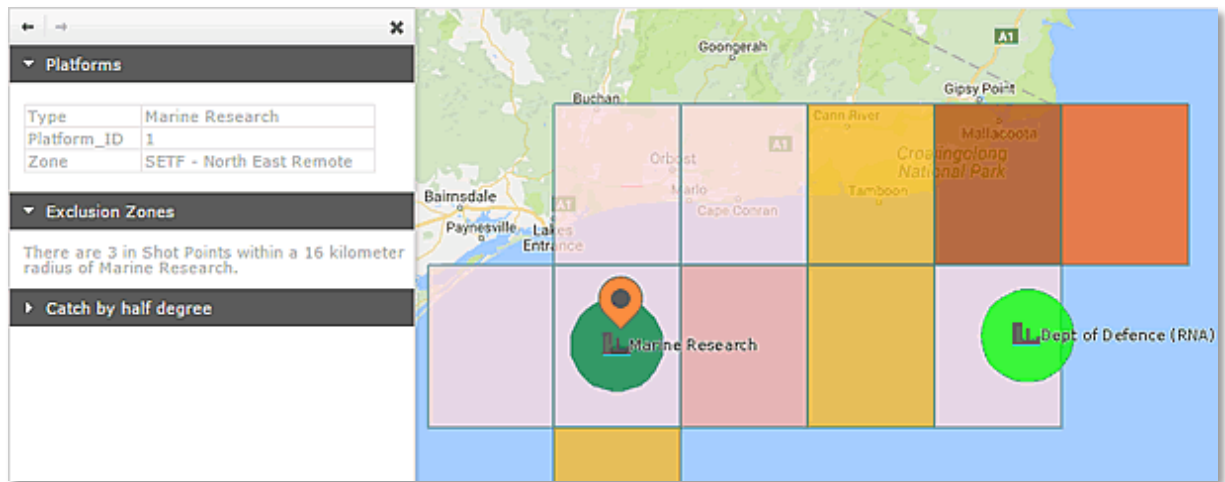 Platforms
Type Marine Research
Platform_ID 1
Zone SETF - North East Remote
Exclusion Zones
There are 3 in Shot Points within a 16 kilometer
radius of Marine Research.
Catch by half degree
Goongerah
A1
Buchan
Gipsy Point
Cann River
Mallacoota
Orbost
A1
Croajingolong
National Park
Bairnsdale
Marlo
Tamboon
A1
Cape Conran
Paynesville
Lakes
Entrance
Marine Research
Dept of Defence (RNA)